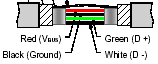 Red (VBUS) Green (D +)
Black (Ground) White (D -)